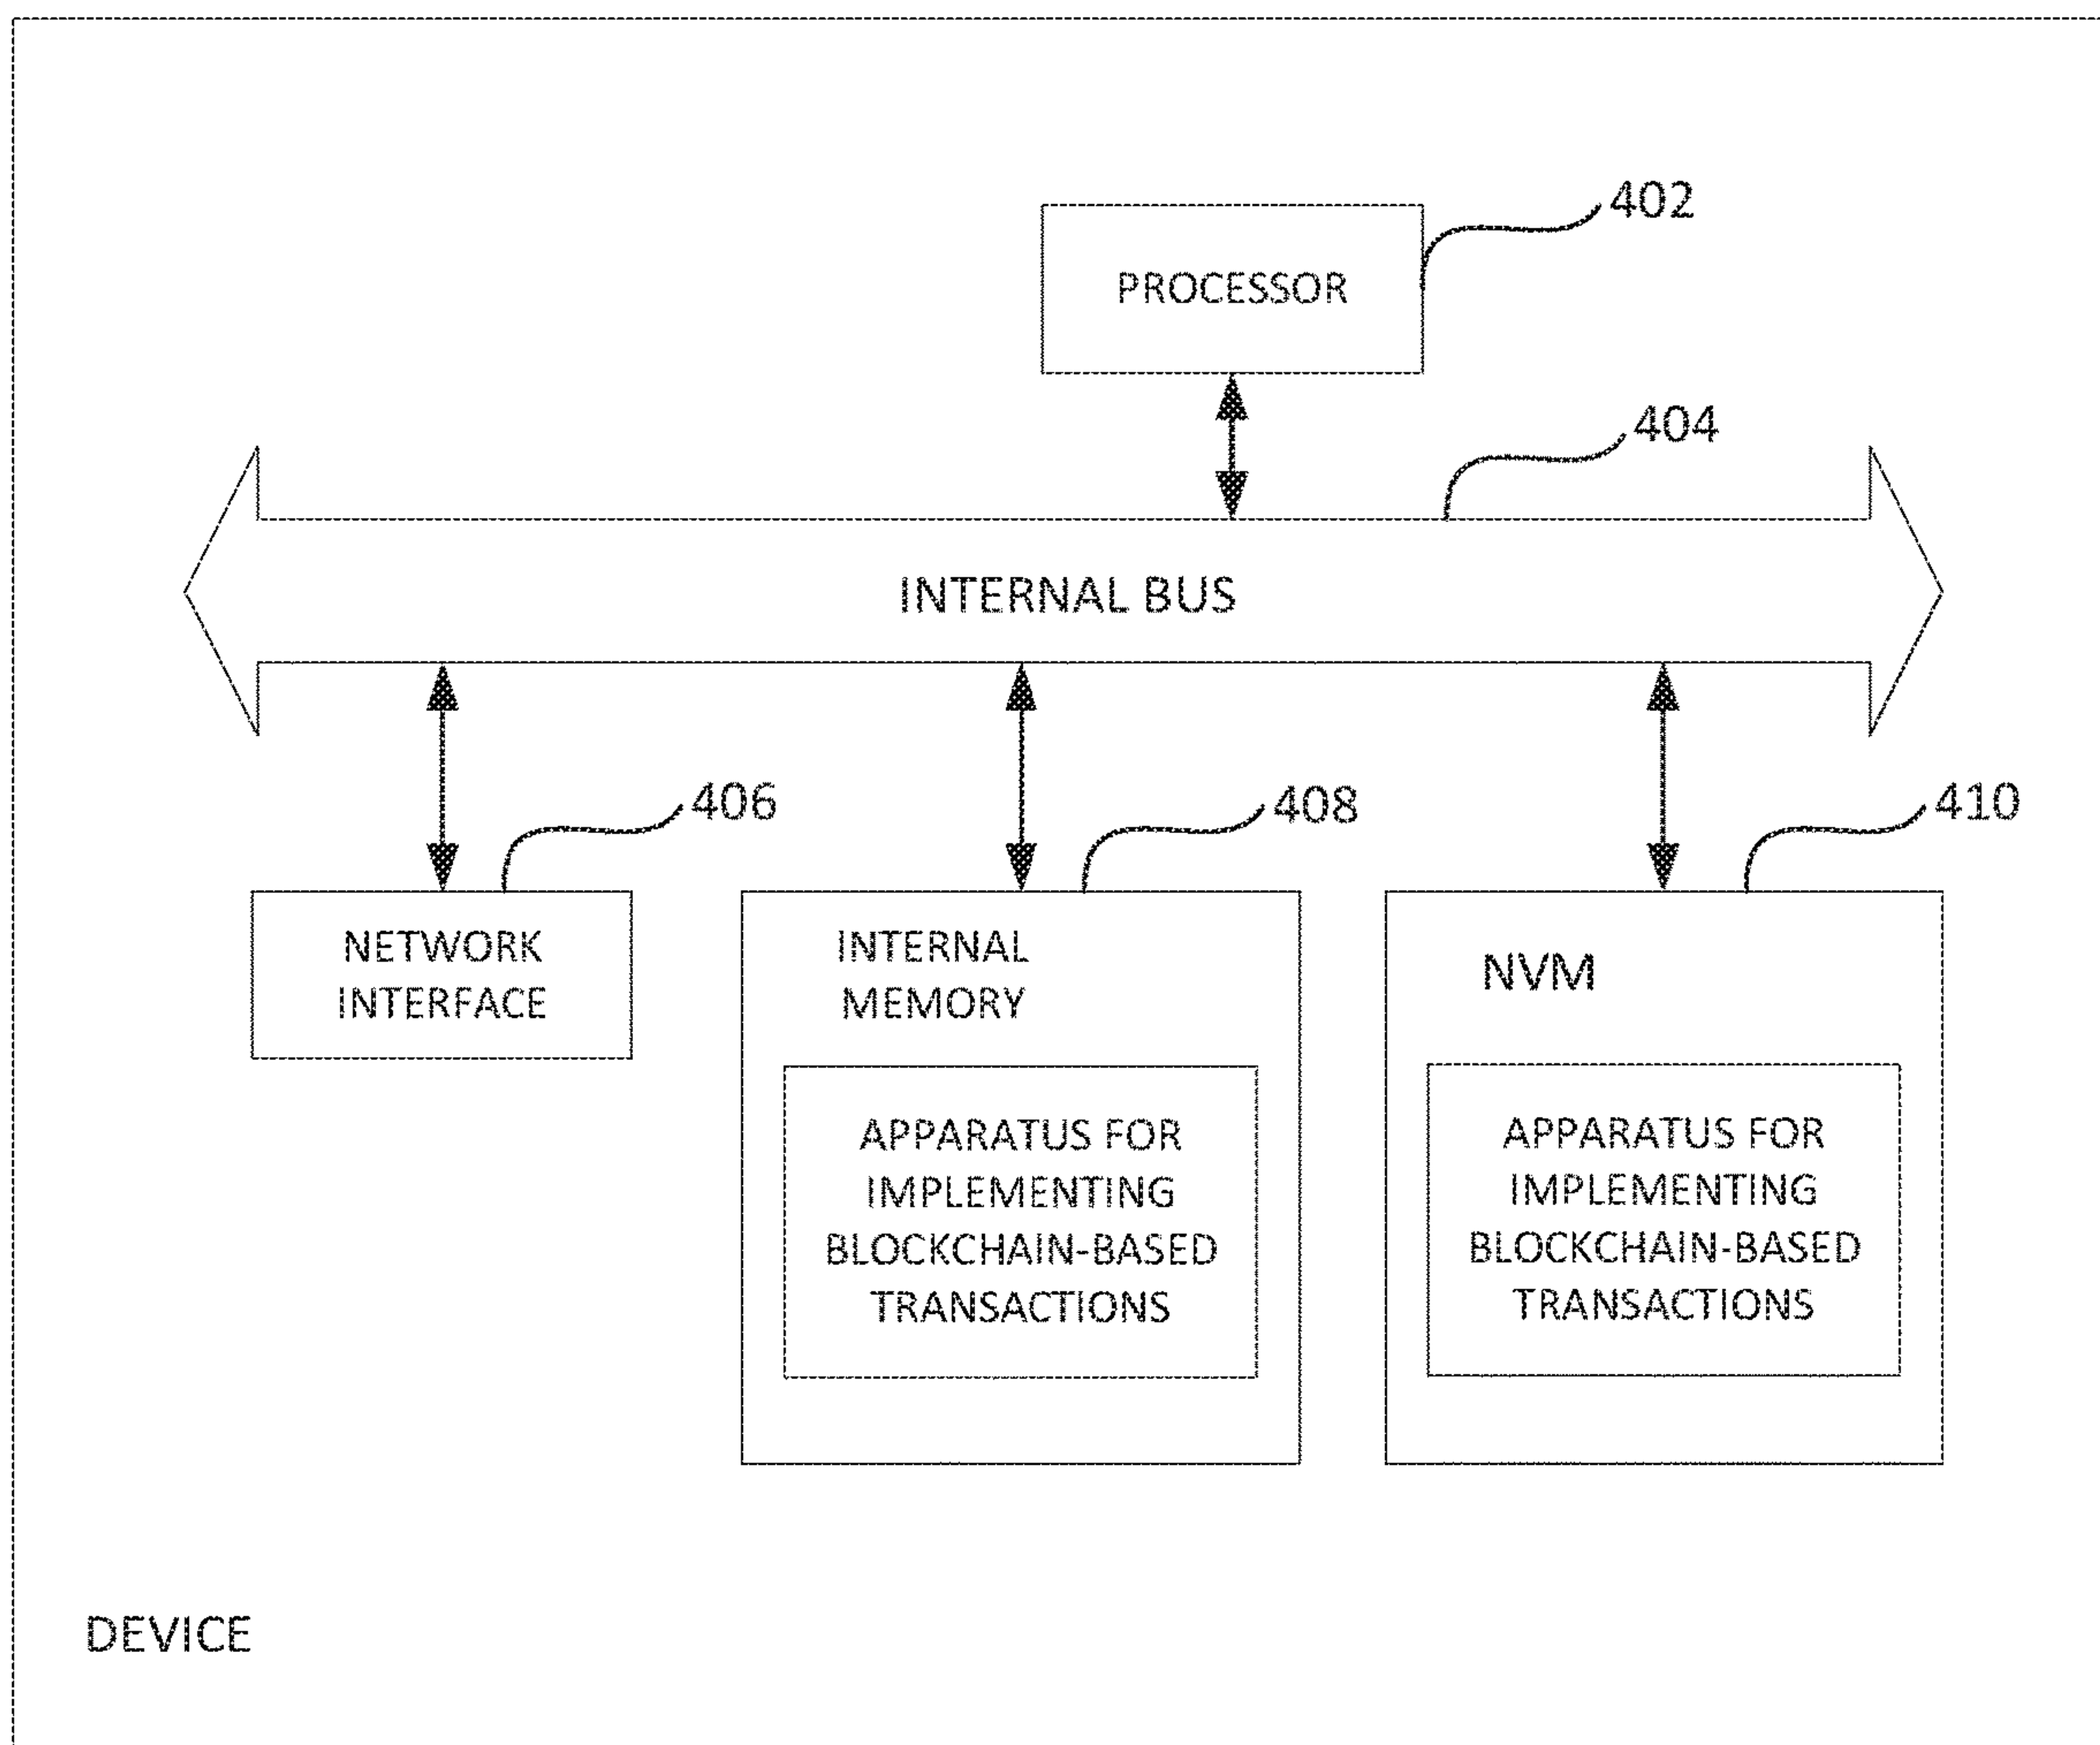 402
PROCESSOR
404
INTERNAL BUS
406
408
410
NETWORK
INTERFACE
INTERNAL
MEMORY
APPARATUS FOR
IMPLEMENTING
BLOCKCHAIN-BASED
TRANSACTIONS
NVM
APPARATUS FOR
IMPLEMENTING
BLOCKCHAIN-BASED
TRANSACTIONS
DEVICE